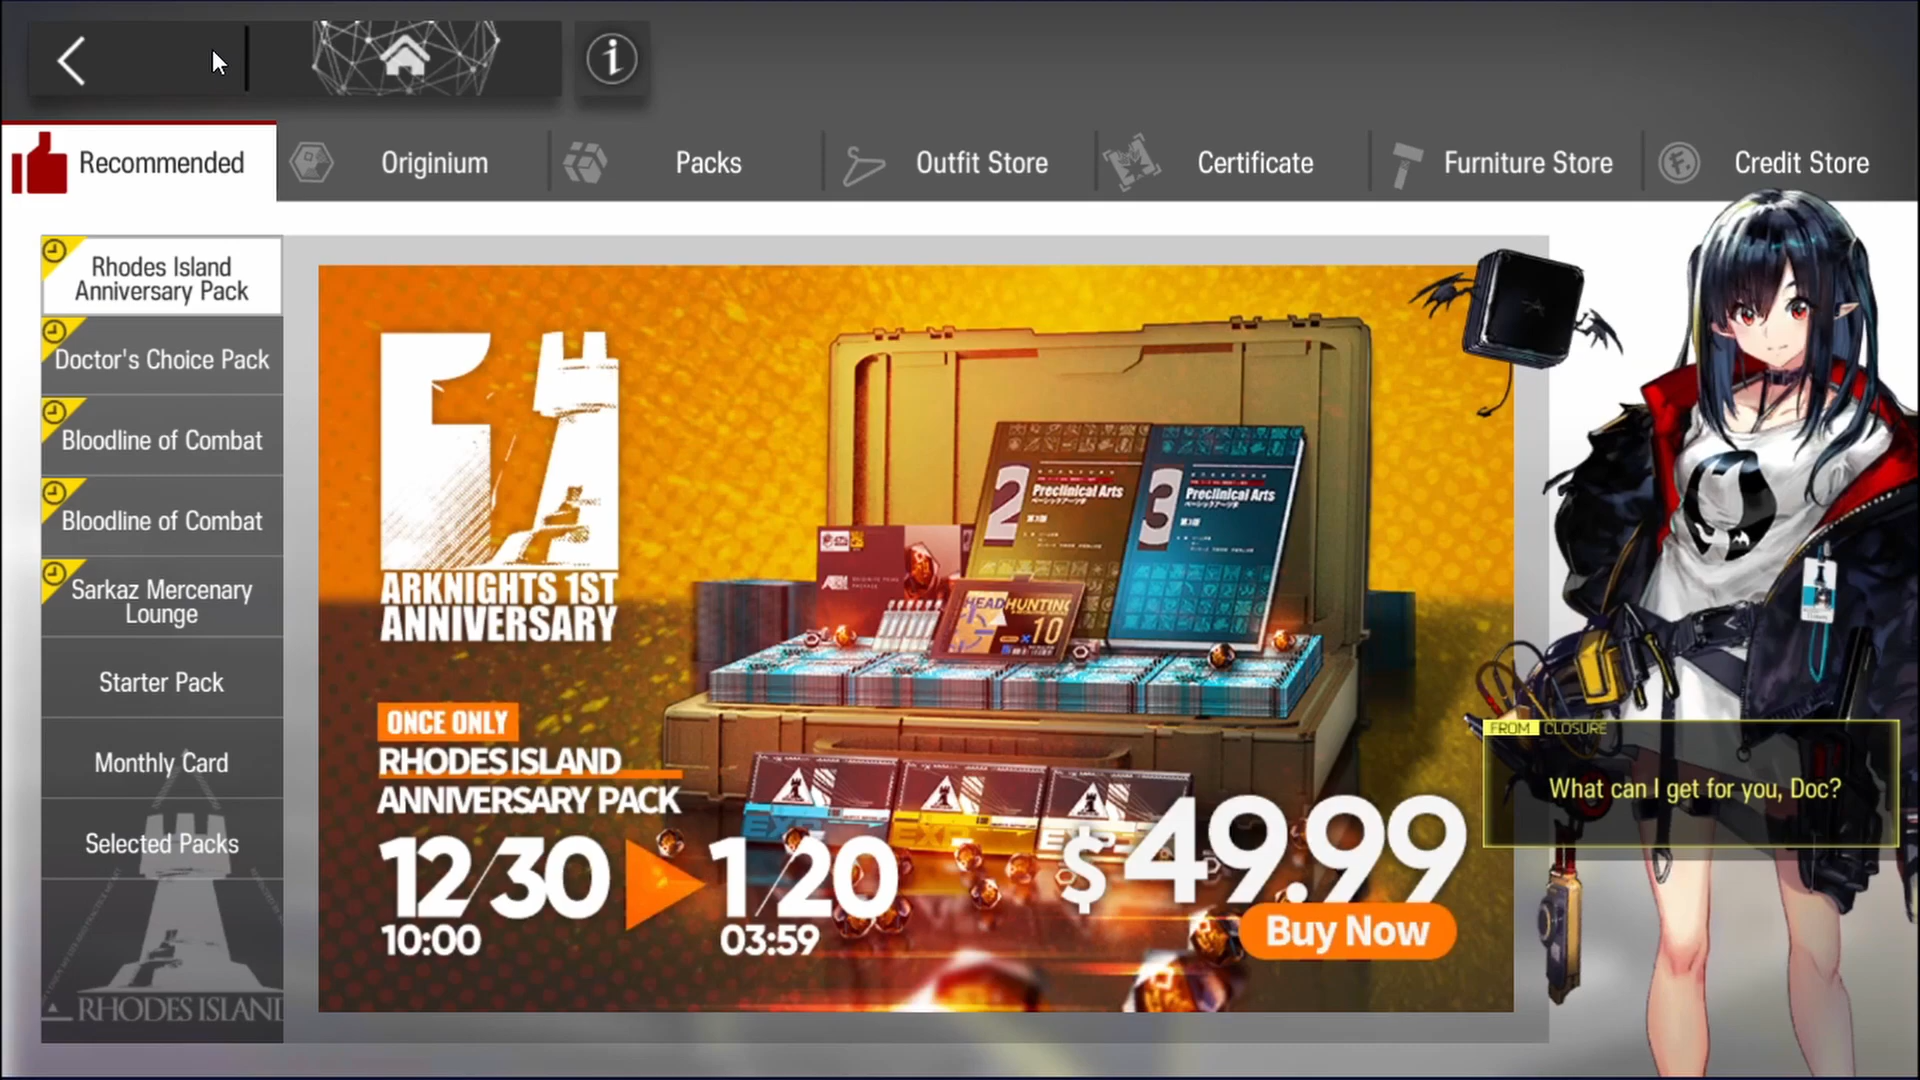 Recommended
Originium
Packs
Outfit Store
Certificate
Furniture Store
Credit Store
Rhodes Island
Anniversary Pack
Doctor's Choice Pack
Bloodline of Combat
Bloodline of Combat
Sarkaz Mercenary
Lounge
Starter Pack
Monthly Card
Selected Packs
RHODES ISLAND
ARKNIGHTS 1ST
ANNIVERSARY
2
Preclinical Arts
3
Preclinical Arts
HEADHUNTING
×10
ONCE ONLY
RHODES ISLAND
ANNIVERSARY PACK
12/30
10:00
1/20
03:59
EXP
$49.99
Buy Now
FROM CLOSURE
What can I get for you, Doc?